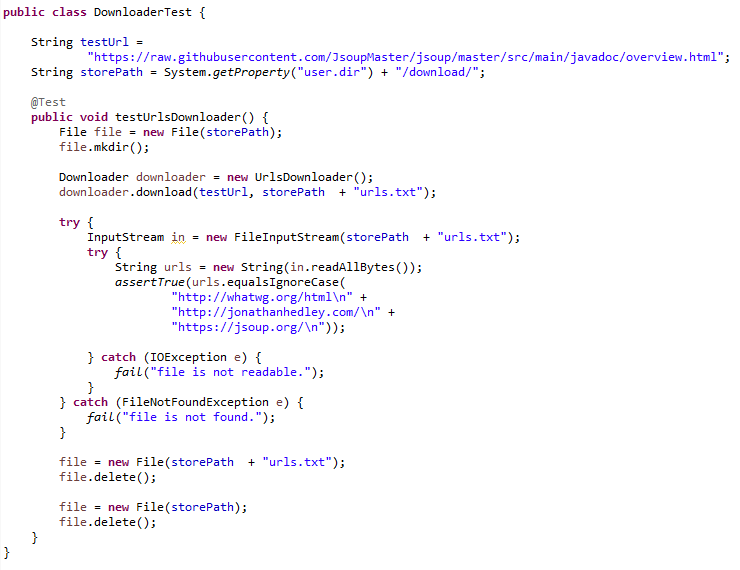 public class DownloaderTest {
    String testUrl =
            "https://raw.githubusercontent.com/JsoupMaster/jsoup/master/src/main/javadoc/overview.html";
    String storePath = System.getProperty("user.dir") + "/download/";
    @Test
    public void testUrlsDownloader() {
        File file = new File(storePath);
        file.mkdir();
        Downloader downloader = new UrlsDownloader();
        downloader.download(testUrl, storePath  + "urls.txt");
        try {
            InputStream in = new FileInputStream(storePath  + "urls.txt");
            try {
                String urls = new String(in.readAllBytes());
                assertTrue(urls.equalsIgnoreCase(
                        "http://whatwg.org/html\n" +
                        "http://jonathanhedley.com/\n" +
                        "https://jsoup.org/\n"));
            } catch (IOException e) {
                fail("file is not readable.");
            }
        } catch (FileNotFoundException e) {
            fail("file is not found.");
        }
        file = new File(storePath  + "urls.txt");
        file.delete();
        file = new File(storePath);
        file.delete();
    }
}